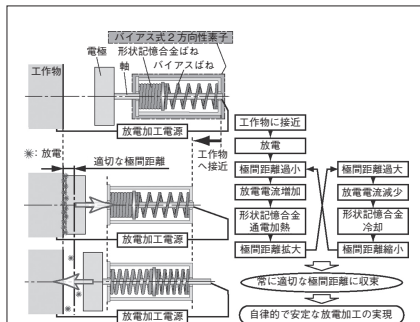 バイアス式２方向性素子
電極 形状記憶合金ばね
工作物 軸 バイアスばね
放電加工電源
✳: 放電
適切な極間距離
工作物
へ接近
放電加工電源
放電加工電源
工作物に接近
放電
極間距離過小 極間距離過大
放電電流増加 放電電流減少
形状記憶合金 形状記憶合金
通電加熱 冷却
極間距離拡大 極間距離縮小
常に適切な極間距離に収束
自律的で安定な放電加工の実現